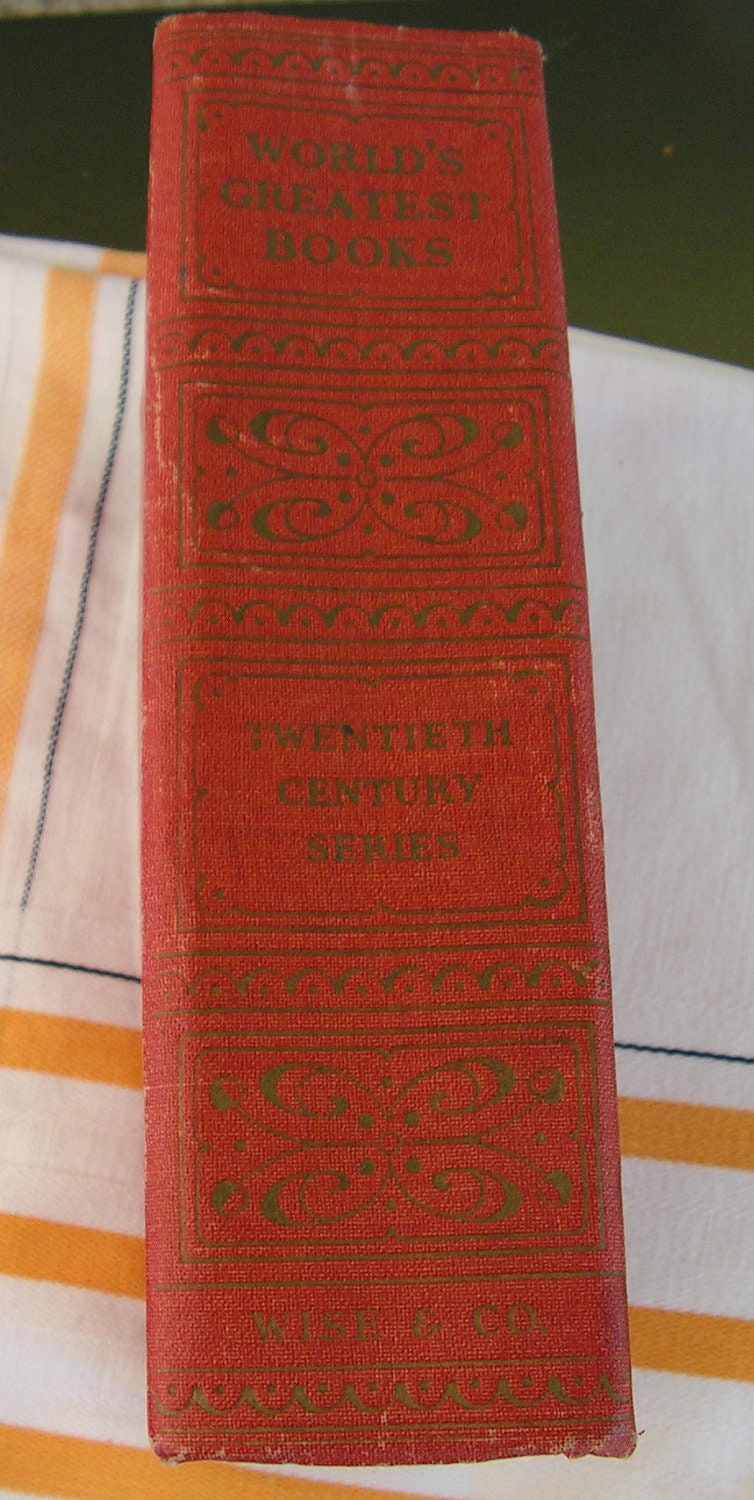 WORLD'S
GREATEST
BOOKS
TWENTIETH
CENTURY
SERIES
WISE & CO.